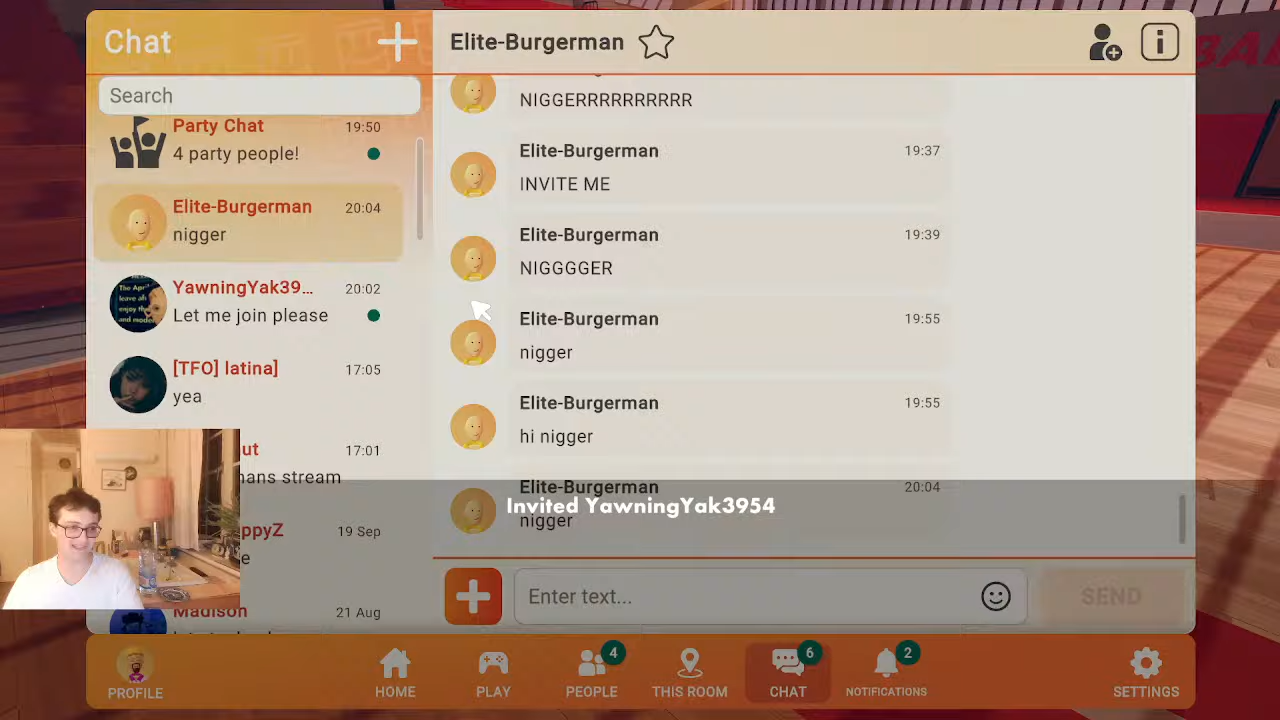 Chat
Search
Party Chat 19:50
4 party people!
Elite-Burgerman 20:04
nigger
YawningYak39... 20:02
Let me join please
[TFO] latina] 17:05
yea
ut 17:01
hans stream
ppyZ 19 Sep
e
Madison 21 Aug
Elite-Burgerman
NIGGERRRRRRRRRR
Elite-Burgerman 19:37
INVITE ME
Elite-Burgerman 19:39
NIGGGGER
Elite-Burgerman 19:55
nigger
Elite-Burgerman 19:55
hi nigger
Elite-Burgerman 20:04
Invited YawningYak3954
nigger
Enter text...
SEND
4 6 2
PROFILE HOME PLAY PEOPLE THIS ROOM CHAT NOTIFICATIONS SETTINGS